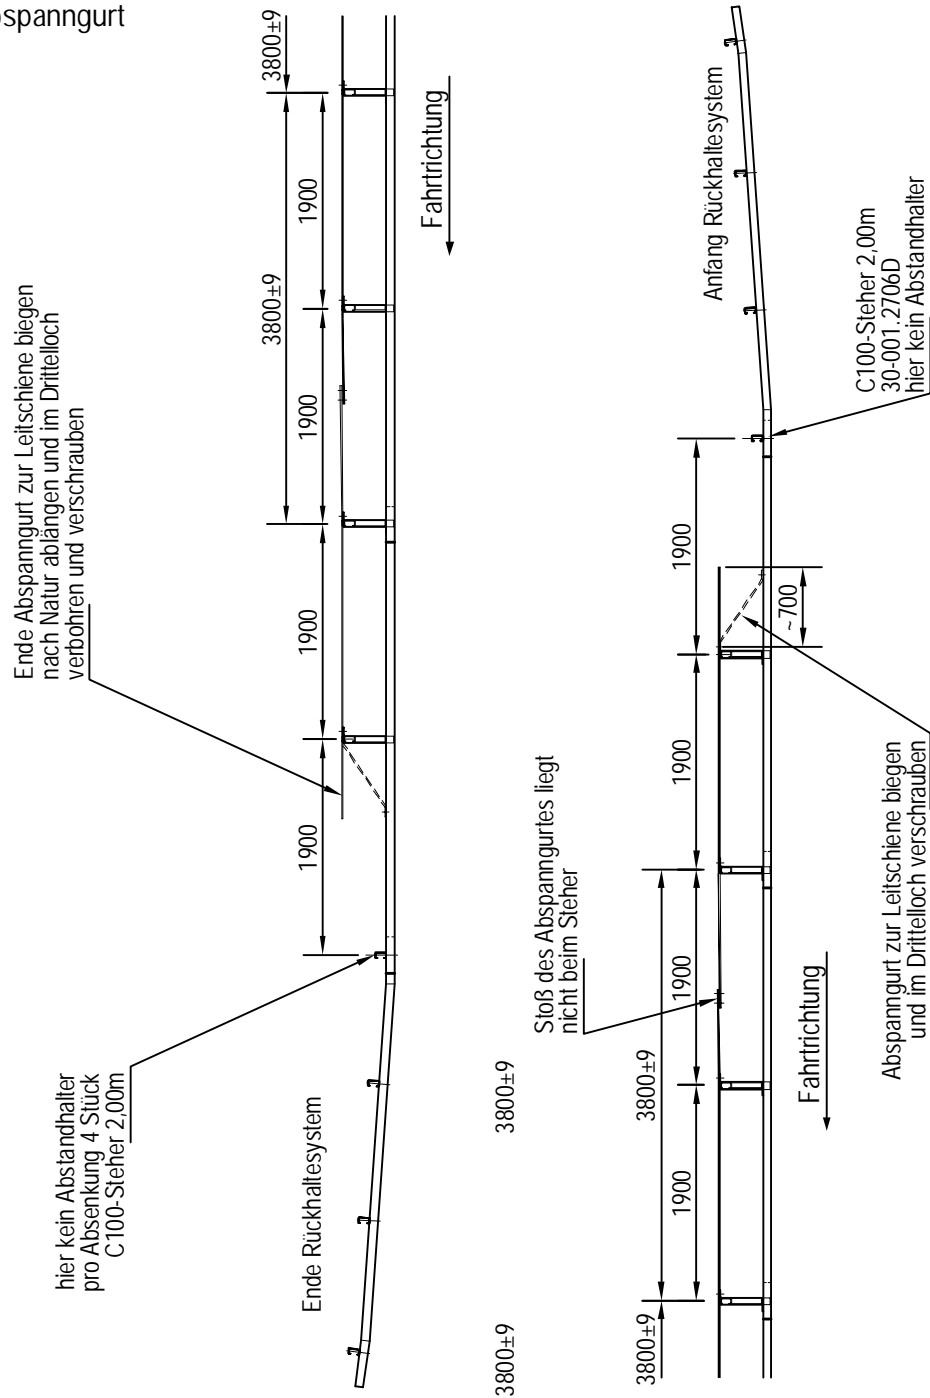 bspanngurt
3800±9
3800±9
1900
1900
1900
1900
Fahrtrichtung
Ende Abspanngurt zur Leitschiene biegen
nach Natur ablängen und im Drittelloch
verbohren und verschrauben
hier kein Abstandhalter
pro Absenkung 4 Stück
C100-Steher 2,00m
Ende Rückhaltesystem
3800±9
3800±9
Anfang Rückhaltesystem
C100-Steher 2,00m
30-001.2706D
hier kein Abstandhalter
1900
~700
1900
1900
1900
3800±9
3800±9
Stoß des Abspanngurtes liegt
nicht beim Steher
Fahrtrichtung
Abspanngurt zur Leitschiene biegen
und im Drittelloch verschrauben